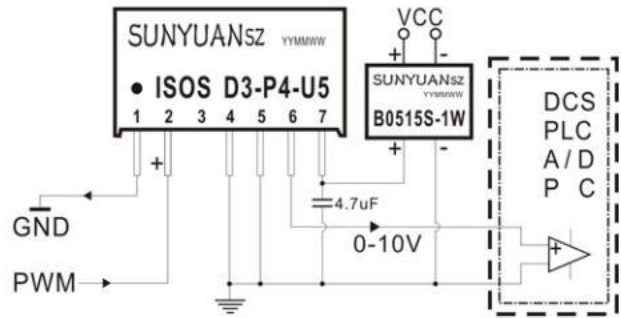 SUNYUANSZ YYMMWW
● ISOS D3-P4-U5
1 2 3 4 5 6 7
+
VCC
+ -
SUNYUANSZ
YYMMWW
B0515S-1W
+ -
DCS
PLC
A/D
P C
4.7uF
GND
0-10V
+
PWM